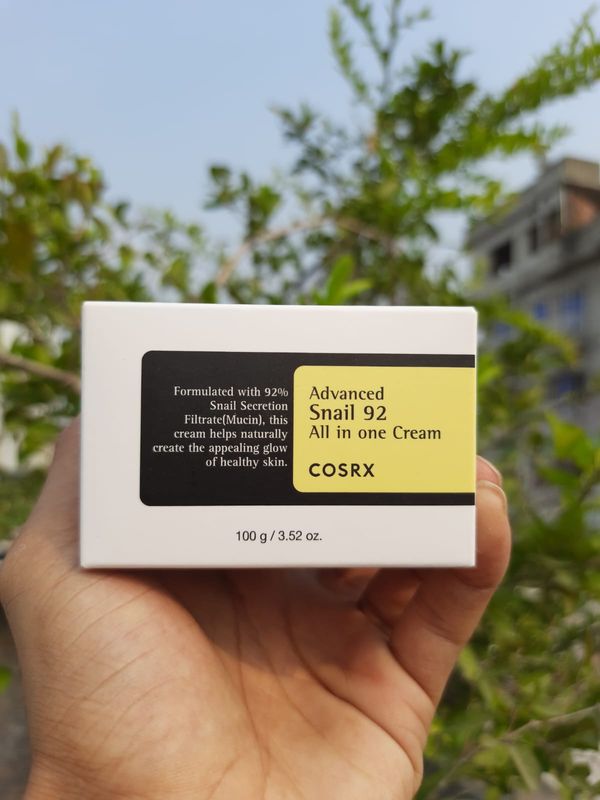 Formulated with 92%
Snail Secretion
Filtrate(Mucin), this
cream helps naturally
create the appealing glow
of healthy skin.
Advanced
Snail 92
All in one Cream
COSRX
100 g / 3.52 oz.